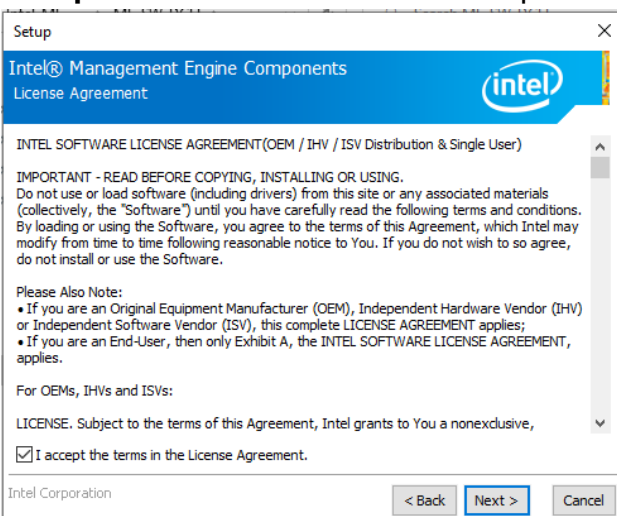 Setup
Intel® Management Engine Components
License Agreement
intel
INTEL SOFTWARE LICENSE AGREEMENT(OEM / IHV / ISV Distribution & Single User)
IMPORTANT - READ BEFORE COPYING, INSTALLING OR USING.
Do not use or load software (including drivers) from this site or any associated materials
(collectively, the "Software") until you have carefully read the following terms and conditions.
By loading or using the Software, you agree to the terms of this Agreement, which Intel may
modify from time to time following reasonable notice to You. If you do not wish to so agree,
do not install or use the Software.
Please Also Note:
• If you are an Original Equipment Manufacturer (OEM), Independent Hardware Vendor (IHV)
or Independent Software Vendor (ISV), this complete LICENSE AGREEMENT applies;
• If you are an End-User, then only Exhibit A, the INTEL SOFTWARE LICENSE AGREEMENT,
applies.
For OEMs, IHVs and ISVs:
LICENSE. Subject to the terms of this Agreement, Intel grants to You a nonexclusive,
I accept the terms in the License Agreement.
Intel Corporation
< Back Next > Cancel